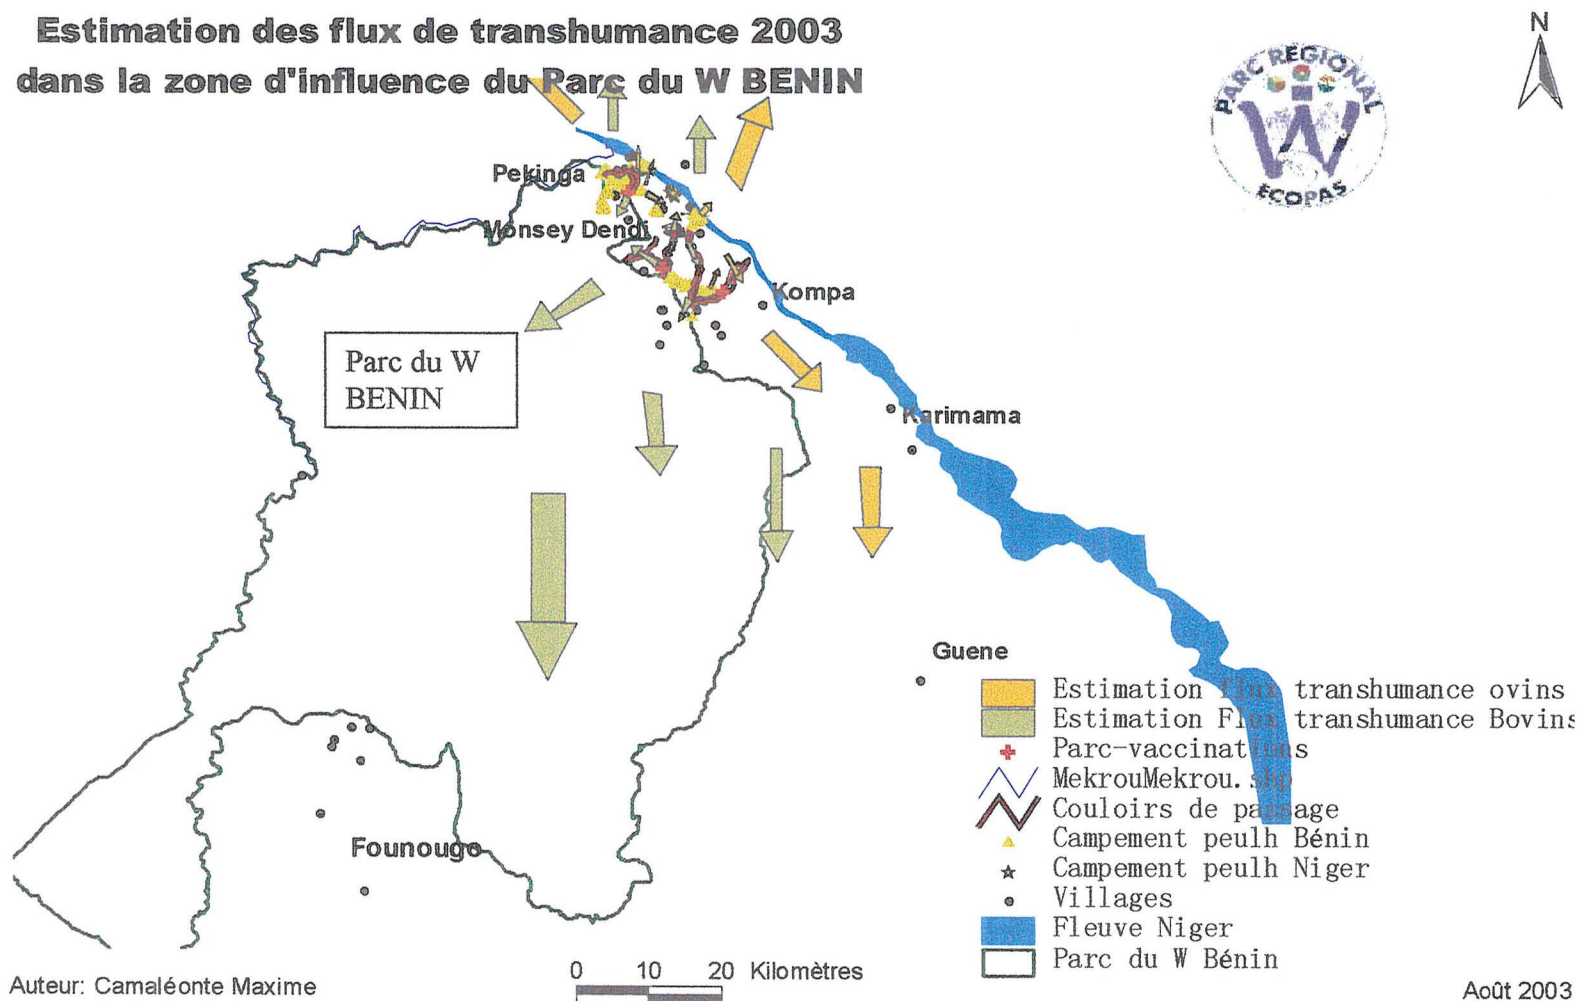 Estimation des flux de transhumance 2003
dans la zone d'influence du Parc du W BENIN
N
PARC REGIONAL
W
ECOPAS
Pekinga
Monsey Dendi
Kompa
Parc du W
BENIN
Karimama
Guene
Founougo
Estimation flux transhumance ovins
Estimation Flux transhumance Bovins
Parc-vaccinations
MekrouMekrou.shp
Couloirs de passage
Campement peulh Bénin
Campement peulh Niger
Villages
Fleuve Niger
Parc du W Bénin
0 10 20 Kilomètres
Auteur: Camaléonte Maxime
Août 2003